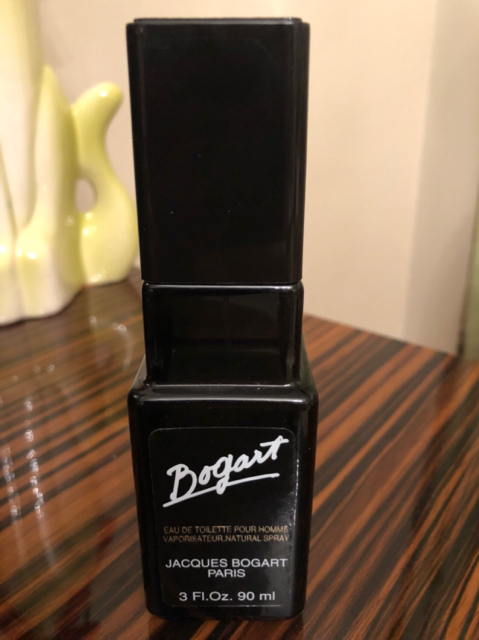 Bogart
EAU DE TOILETTE POUR HOMME
VAPORISATEUR.NATURAL SPRAY
JACQUES BOGART
PARIS
3 Fl.Oz. 90 ml